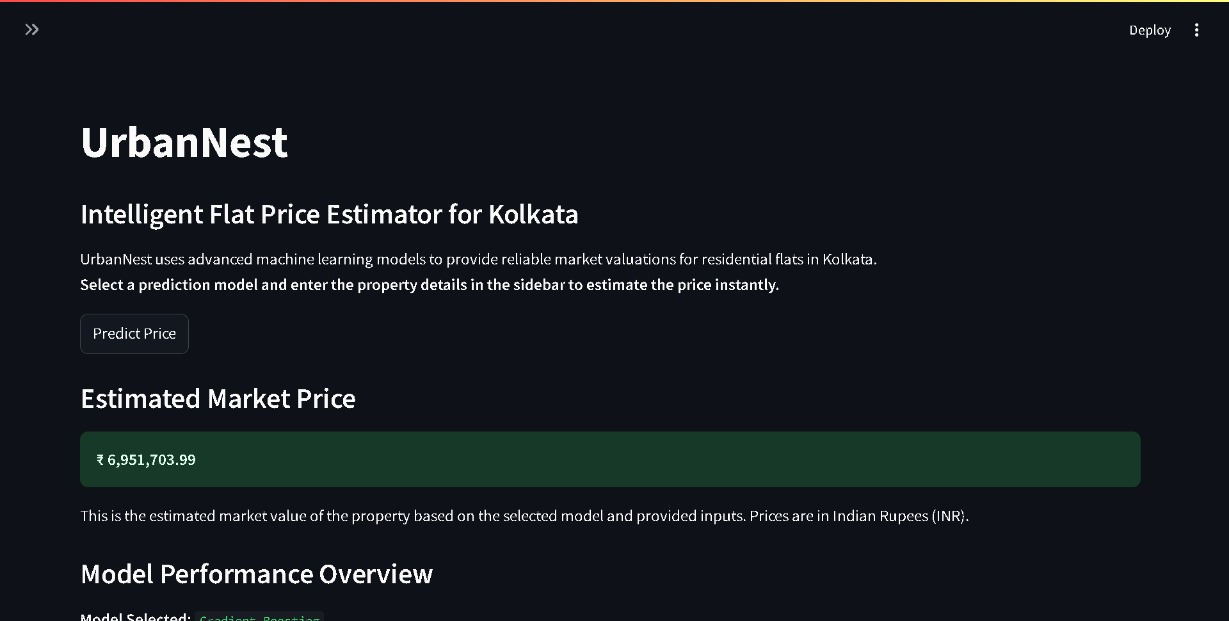 Deploy
UrbanNest
Intelligent Flat Price Estimator for Kolkata
UrbanNest uses advanced machine learning models to provide reliable market valuations for residential flats in Kolkata.
Select a prediction model and enter the property details in the sidebar to estimate the price instantly.
Predict Price
Estimated Market Price
₹ 6,951,703.99
This is the estimated market value of the property based on the selected model and provided inputs. Prices are in Indian Rupees (INR).
Model Performance Overview
Model Selected: Gradient Boosting